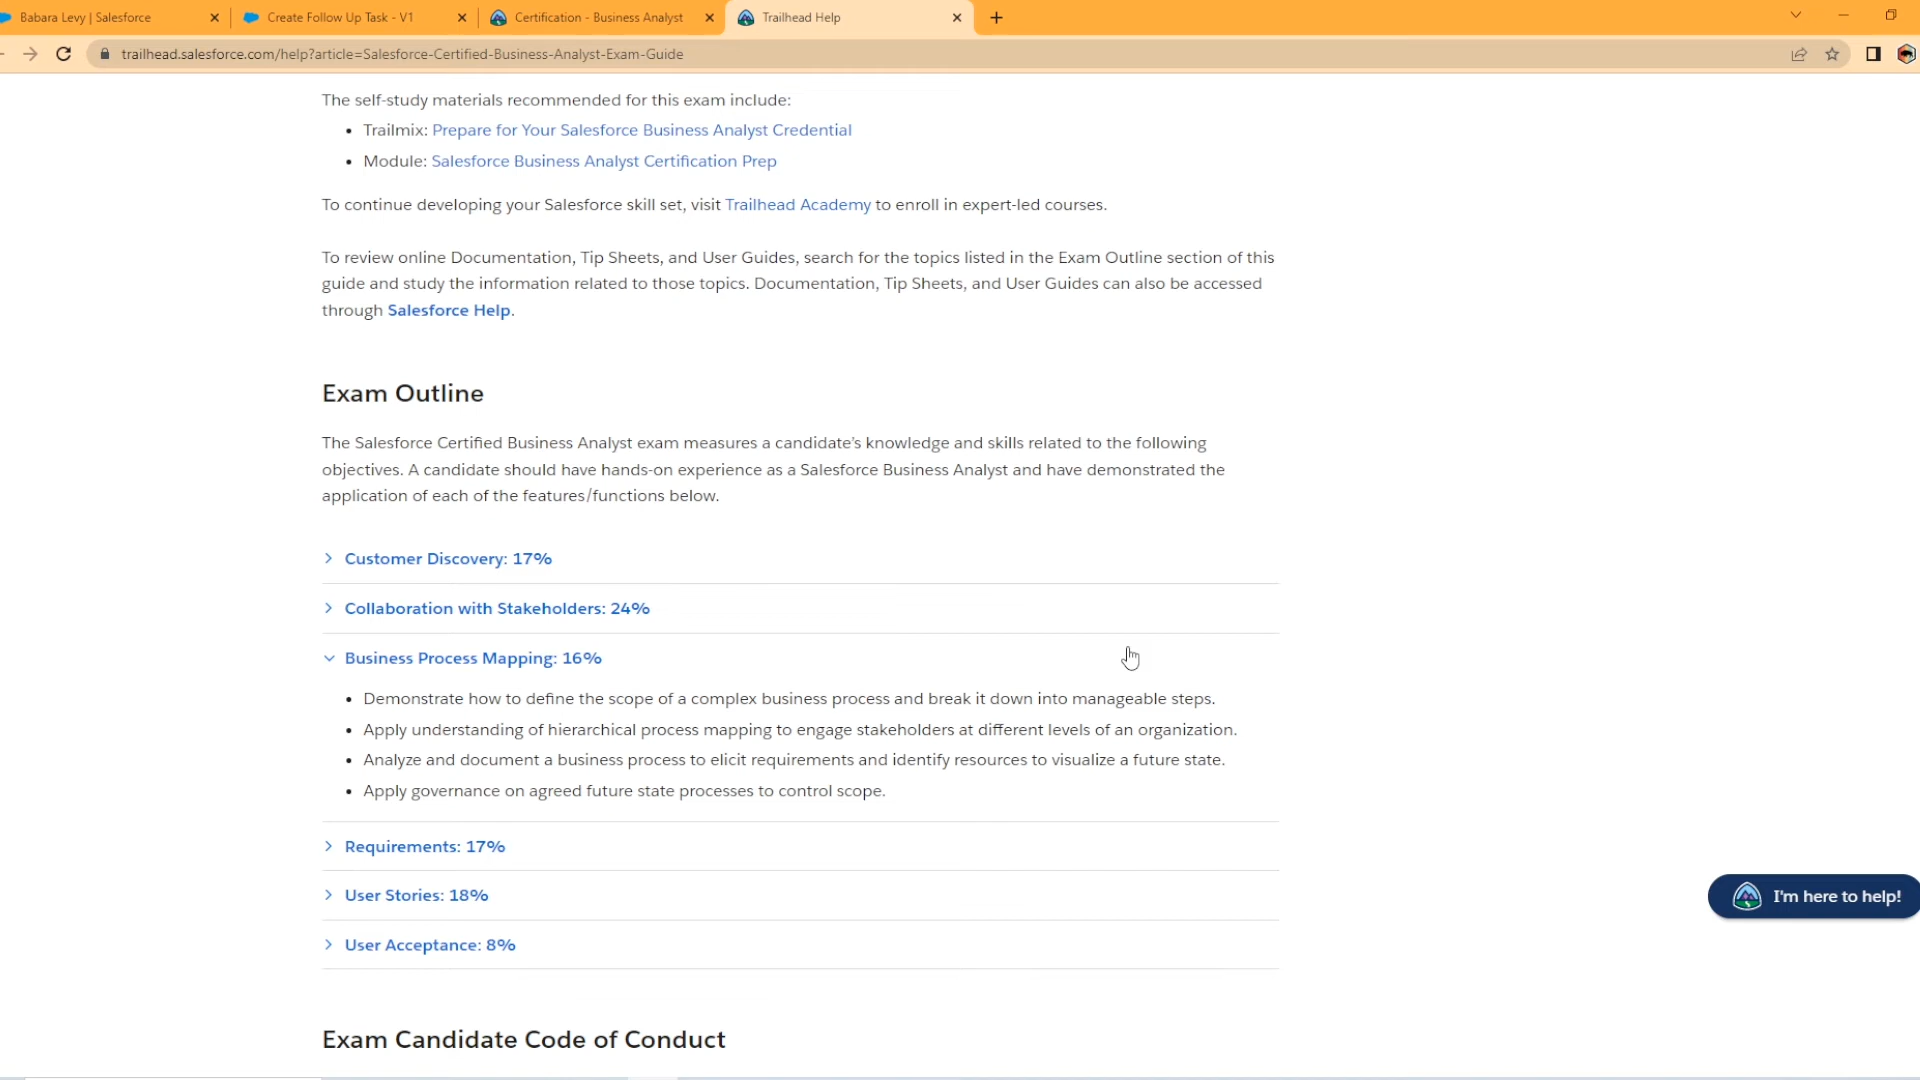 Babara Levy | Salesforce
Create Follow Up Task - V1
Certification - Business Analyst
Trailhead Help
trailhead.salesforce.com/help?article=Salesforce-Certified-Business-Analyst-Exam-Guide
The self-study materials recommended for this exam include:
• Trailmix: Prepare for Your Salesforce Business Analyst Credential
• Module: Salesforce Business Analyst Certification Prep
To continue developing your Salesforce skill set, visit Trailhead Academy to enroll in expert-led courses.
To review online Documentation, Tip Sheets, and User Guides, search for the topics listed in the Exam Outline section of this
guide and study the information related to those topics. Documentation, Tip Sheets, and User Guides can also be accessed
through Salesforce Help.
Exam Outline
The Salesforce Certified Business Analyst exam measures a candidate's knowledge and skills related to the following
objectives. A candidate should have hands-on experience as a Salesforce Business Analyst and have demonstrated the
application of each of the features/functions below.
Customer Discovery: 17%
Collaboration with Stakeholders: 24%
Business Process Mapping: 16%
• Demonstrate how to define the scope of a complex business process and break it down into manageable steps.
• Apply understanding of hierarchical process mapping to engage stakeholders at different levels of an organization.
• Analyze and document a business process to elicit requirements and identify resources to visualize a future state.
• Apply governance on agreed future state processes to control scope.
Requirements: 17%
User Stories: 18%
I'm here to help!
User Acceptance: 8%
Exam Candidate Code of Conduct